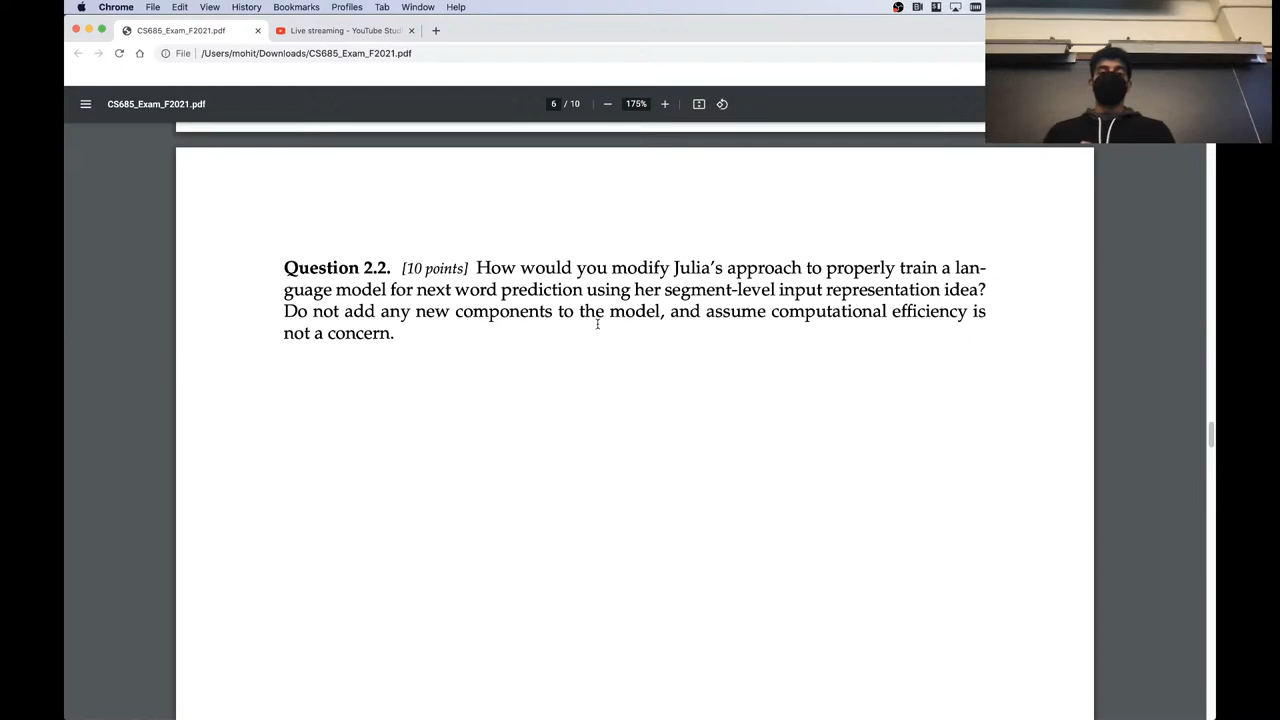 Chrome File Edit View History Bookmarks Profiles Tab Window Help
CS685_Exam_F2021.pdf
Live streaming - YouTube Stud
File /Users/mohit/Downloads/CS685_Exam_F2021.pdf
CS685_Exam_F2021.pdf 6 / 10 175%
Question 2.2. [10 points] How would you modify Julia's approach to properly train a lan-
guage model for next word prediction using her segment-level input representation idea?
Do not add any new components to the model, and assume computational efficiency is
not a concern.